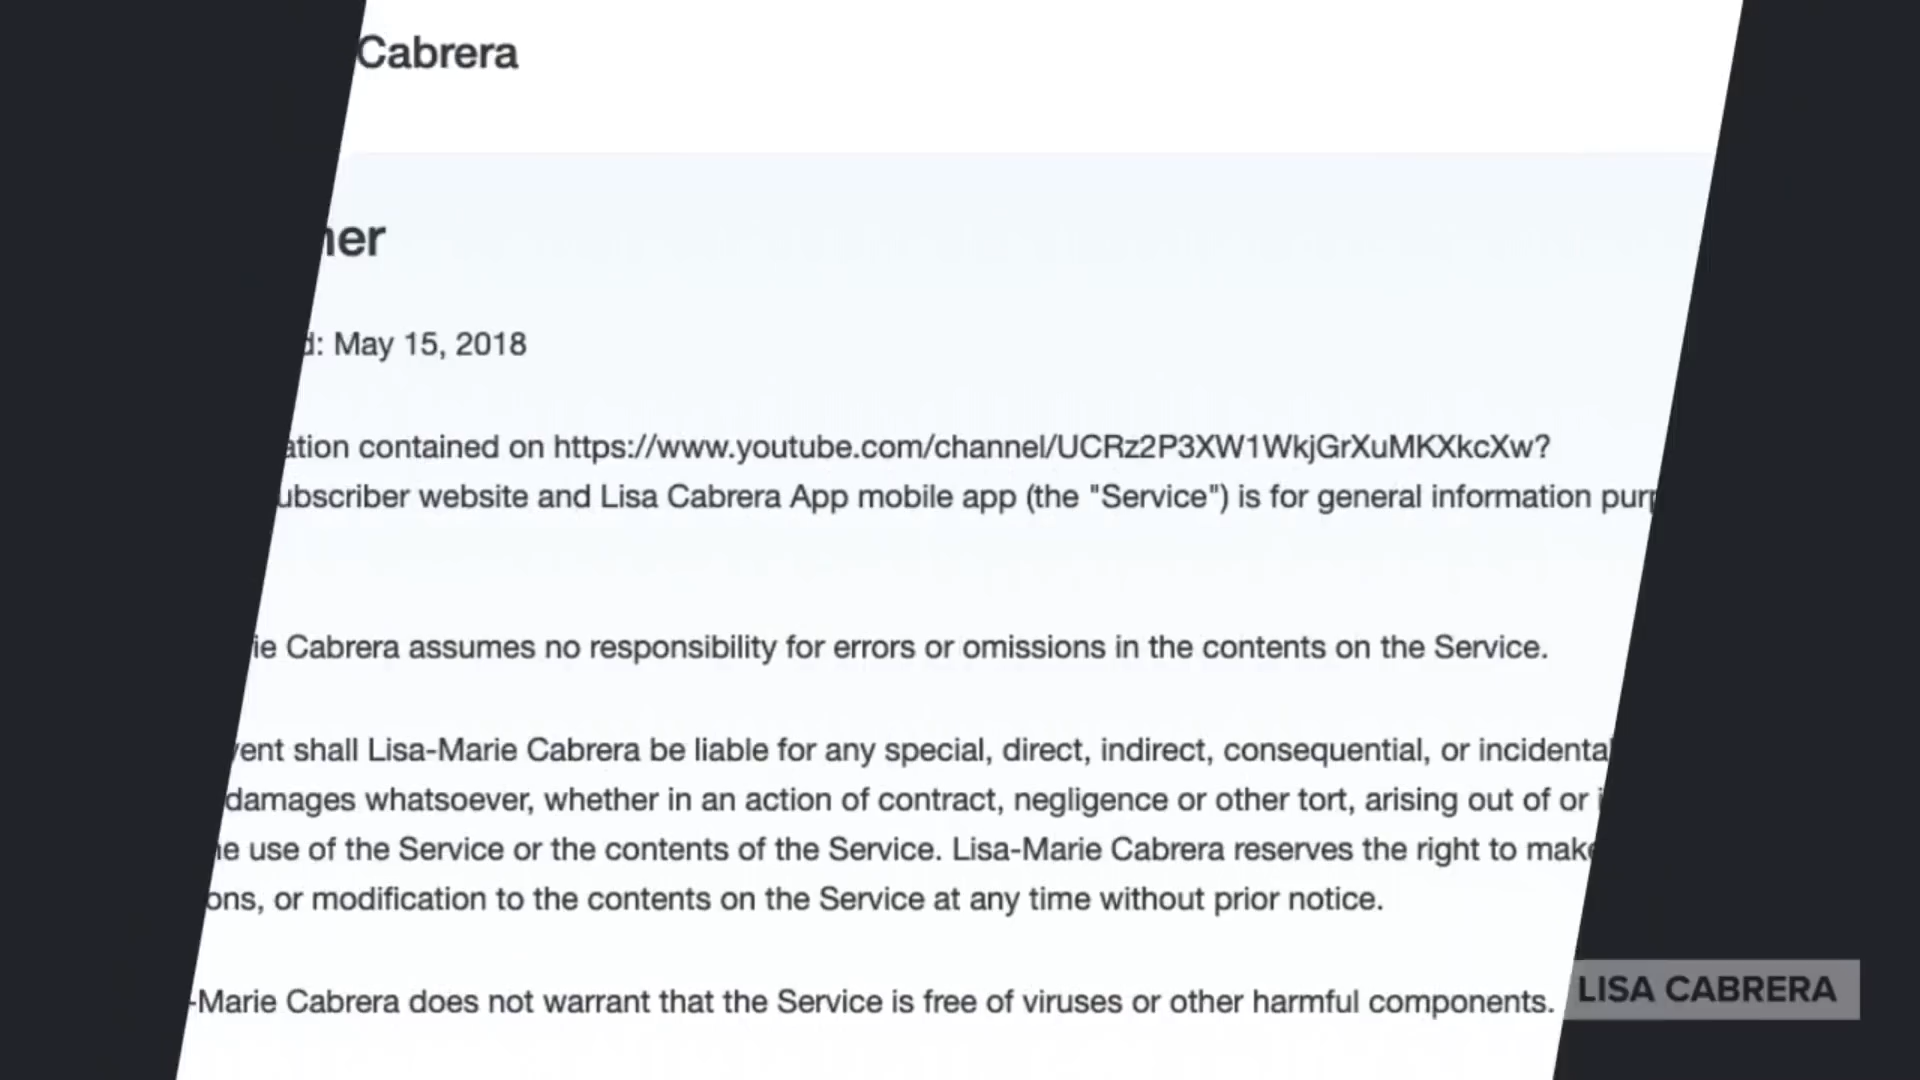 Cabrera
ner
d: May 15, 2018
ation contained on https://www.youtube.com/channel/UCRz2P3XW1WkjGrXuMKXkcXw?
ubscriber website and Lisa Cabrera App mobile app (the "Service") is for general information purp
ie Cabrera assumes no responsibility for errors or omissions in the contents on the Service.
vent shall Lisa-Marie Cabrera be liable for any special, direct, indirect, consequential, or incidental
damages whatsoever, whether in an action of contract, negligence or other tort, arising out of or i
e use of the Service or the contents of the Service. Lisa-Marie Cabrera reserves the right to make
ons, or modification to the contents on the Service at any time without prior notice.
-Marie Cabrera does not warrant that the Service is free of viruses or other harmful components.
LISA CABRERA